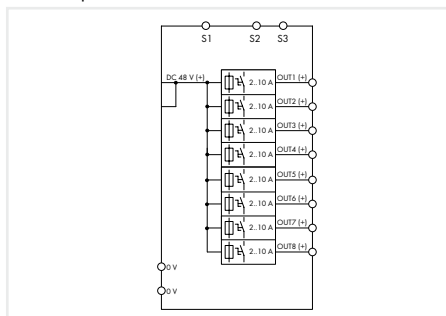 S1 S2 S3
DC 48 V (+)
2...10 A OUT1 (+)
2...10 A OUT2 (+)
2...10 A OUT3 (+)
2...10 A OUT4 (+)
2...10 A OUT5 (+)
2...10 A OUT6 (+)
2...10 A OUT7 (+)
2...10 A OUT8 (+)
0 V
0 V